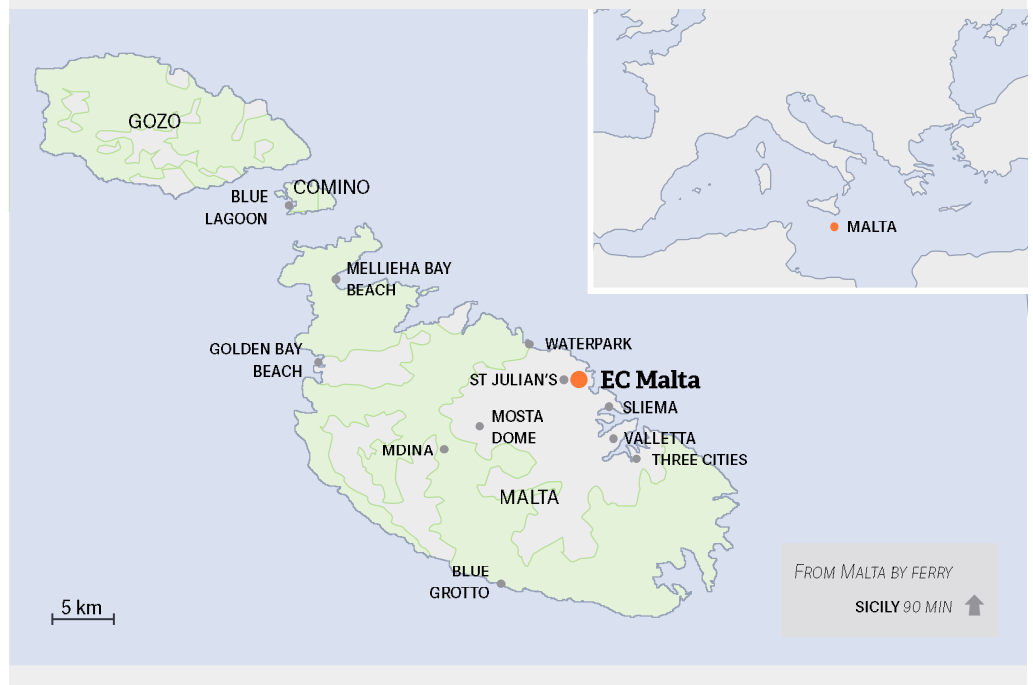 GOZO
COMINO
BLUE
LAGOON
MALTA
MELLIEHA BAY
BEACH
WATERPARK
GOLDEN BAY
BEACH
ST JULIAN'S
EC Malta
SLIEMA
MOSTA
DOME
VALLETTA
MDINA
THREE CITIES
MALTA
BLUE
GROTTO
FROM MALTA BY FERRY
SICILY 90 MIN
5 km